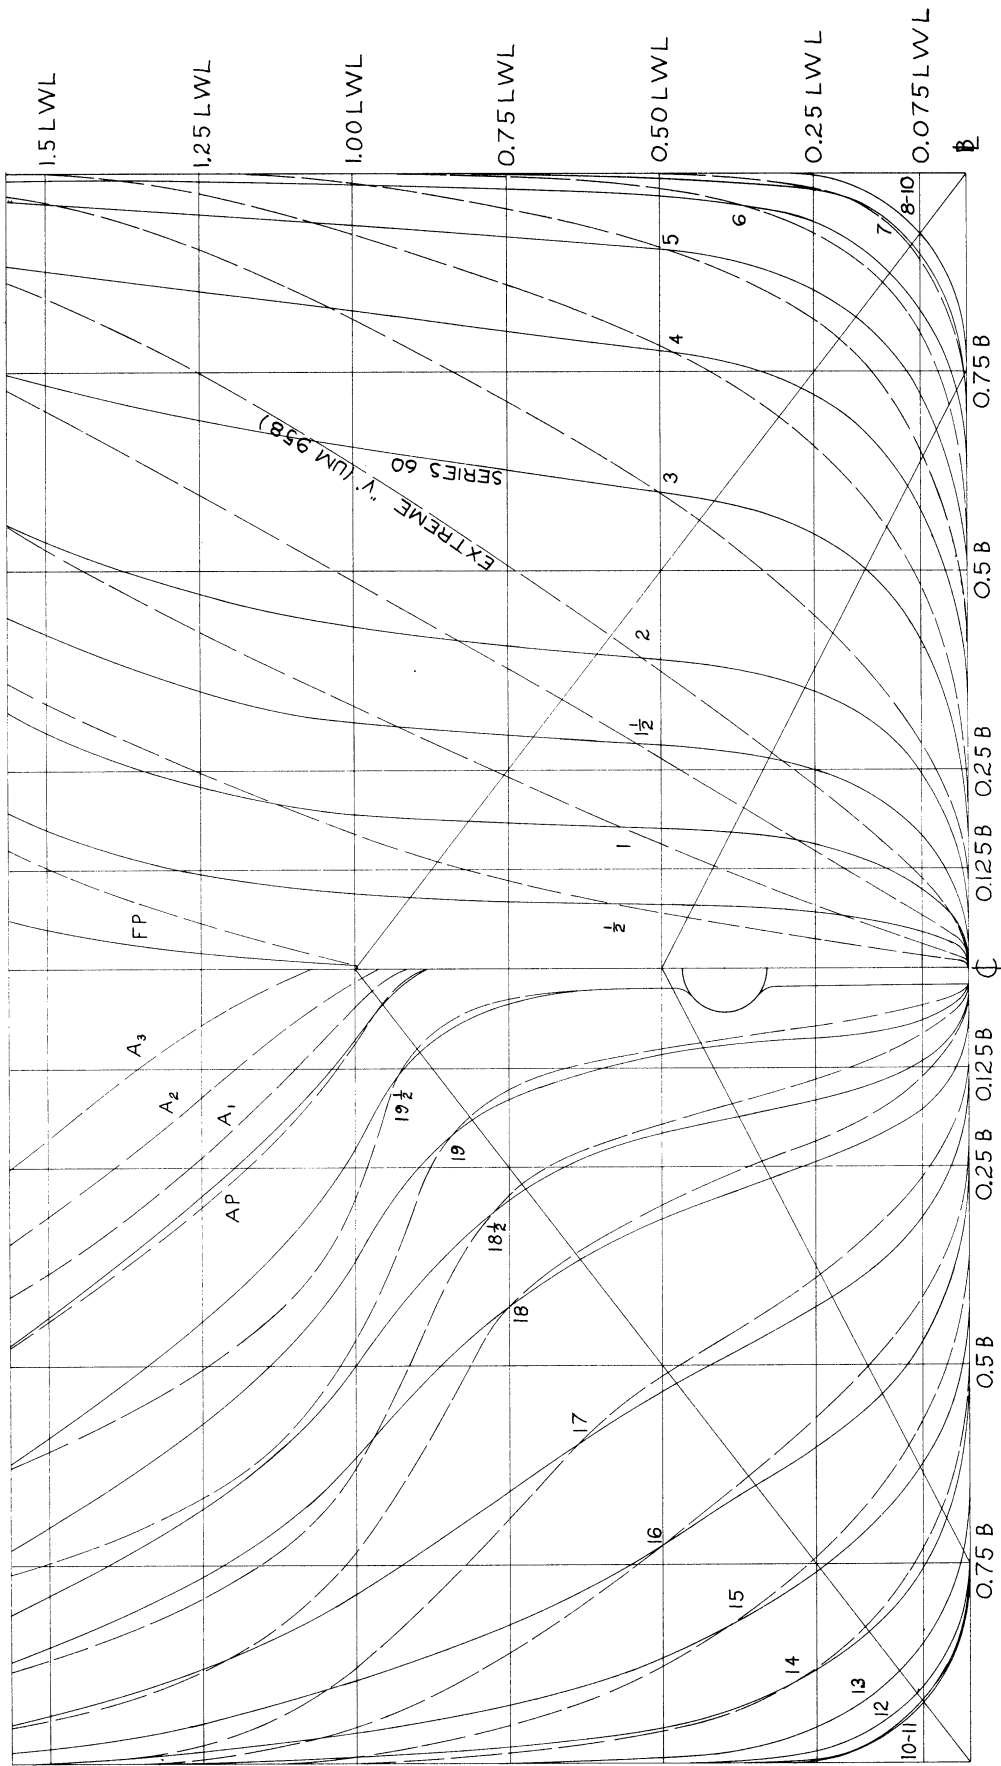 1.5 LWL
1.25 LWL
1.00 LWL
0.75 LWL
0.50 LWL
0.25 LWL
0.075 LWL
A₃
A₂
A₁
AP
FP
EXTREME "V" (UM 958)
SERIES 60
19½
19
18½
18
17
16
15
14
13
12
10-11
½
1
1½
2
3
4
5
6
7
8-10
0.75 B
0.5 B
0.25 B
0.125 B
0.125 B
0.25 B
0.5 B
0.75 B